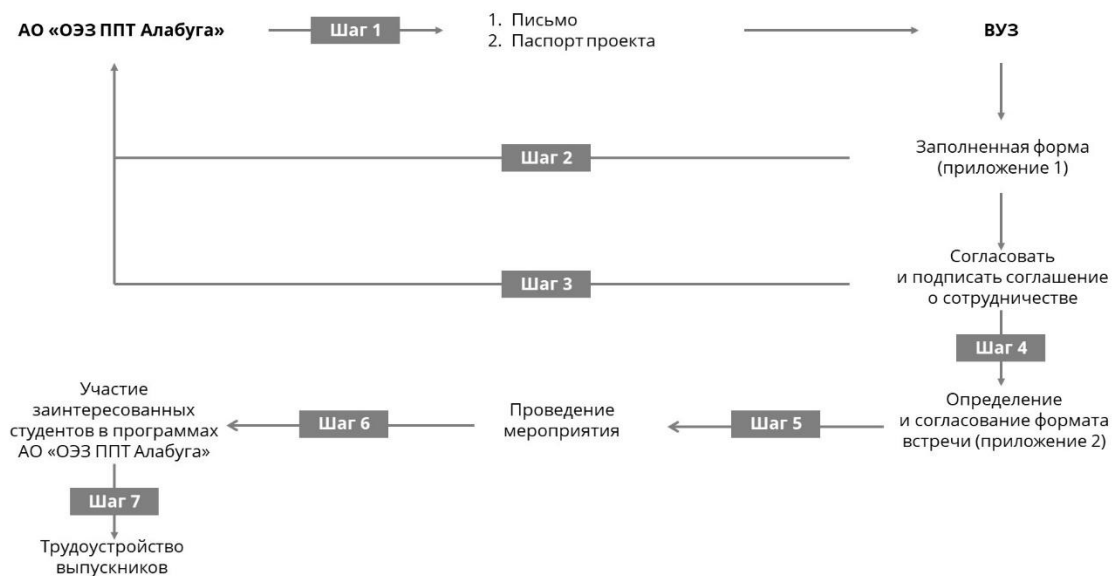 АО «ОЭЗ ППТ Алабуга»
Шаг 1
1. Письмо
2. Паспорт проекта
ВУЗ
Шаг 2
Заполненная форма
(приложение 1)
Шаг 3
Согласовать
и подписать соглашение
о сотрудничестве
Шаг 4
Определение
и согласование формата
встречи (приложение 2)
Шаг 5
Проведение
мероприятия
Шаг 6
Участие
заинтересованных
студентов в программах
АО «ОЭЗ ППТ Алабуга»
Шаг 7
Трудоустройство
выпускников